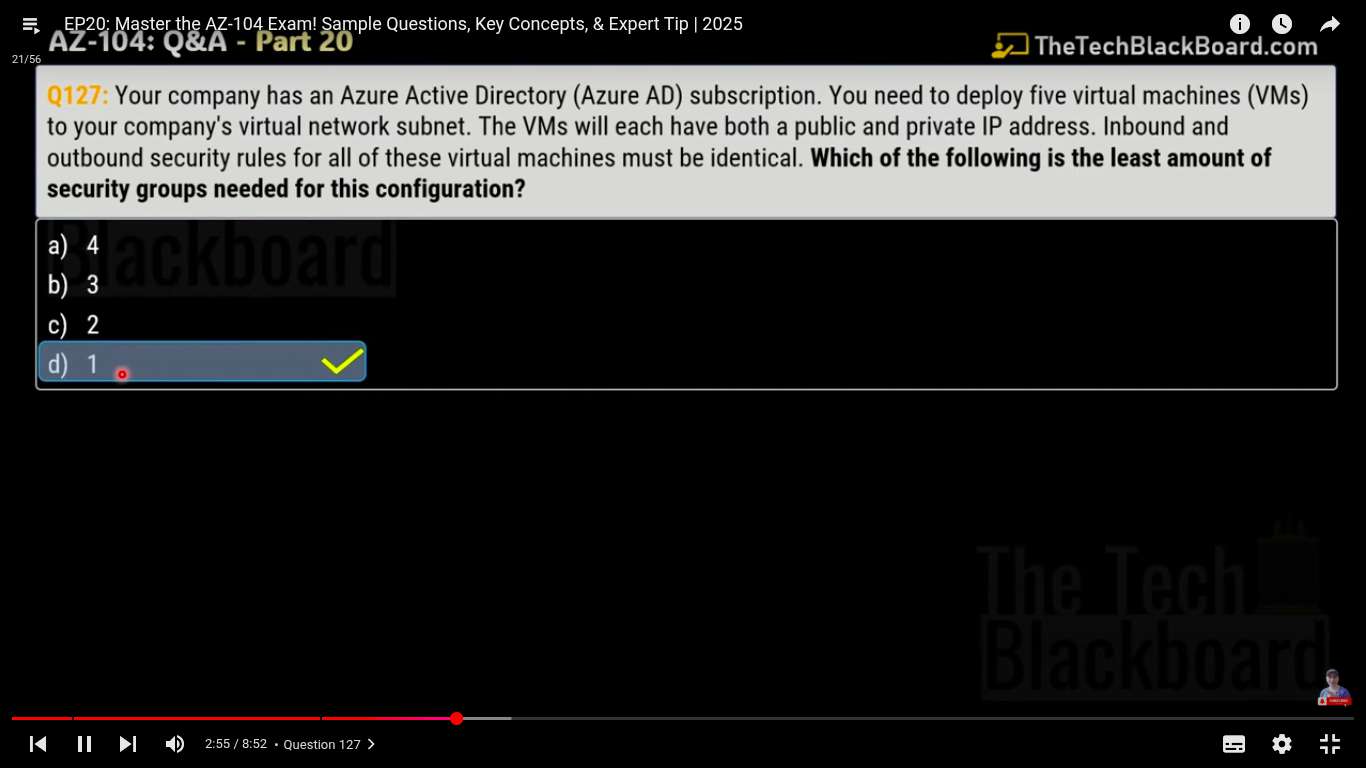 EP20: Master the AZ-104 Exam! Sample Questions, Key Concepts, & Expert Tip | 2025
AZ-104: Q&A - Part 20
TheTechBlackBoard.com
21/56
Q127: Your company has an Azure Active Directory (Azure AD) subscription. You need to deploy five virtual machines (VMs)
to your company's virtual network subnet. The VMs will each have both a public and private IP address. Inbound and
outbound security rules for all of these virtual machines must be identical. Which of the following is the least amount of
security groups needed for this configuration?
Blackboard
a) 4
b) 3
c) 2
d) 1
The Tech
Blackboard
2:55 / 8:52 • Question 127